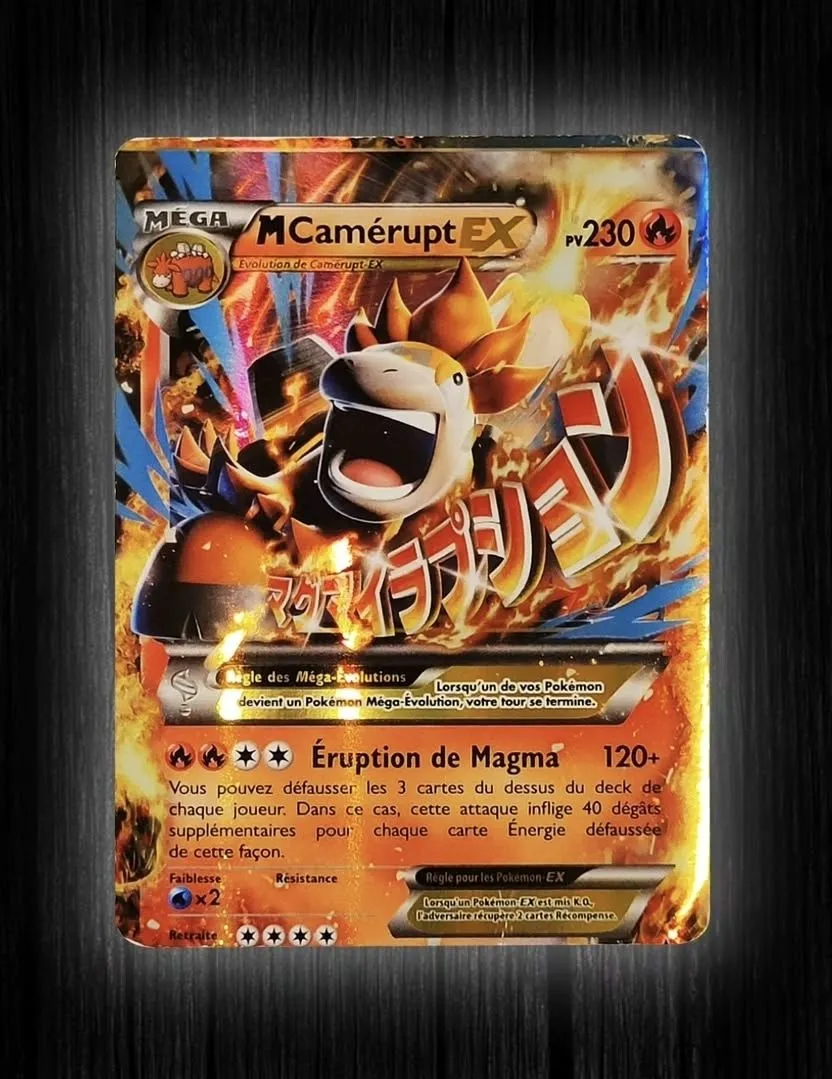 MÉGA
M Camérupt EX
PV 230
Évolution de Camérupt-EX
マグマイラプション
Règle des Méga-Évolutions
Lorsqu'un de vos Pokémon
devient un Pokémon Méga-Évolution, votre tour se termine.
Éruption de Magma 120+
Vous pouvez défausser les 3 cartes du dessus du deck de
chaque joueur. Dans ce cas, cette attaque inflige 40 dégâts
supplémentaires pour chaque carte Énergie défaussée
de cette façon.
Faiblesse Résistance
×2
Règle pour les Pokémon-EX
Lorsqu'un Pokémon-EX est mis K.O.,
l'adversaire récupère 2 cartes Récompense.
Retraite